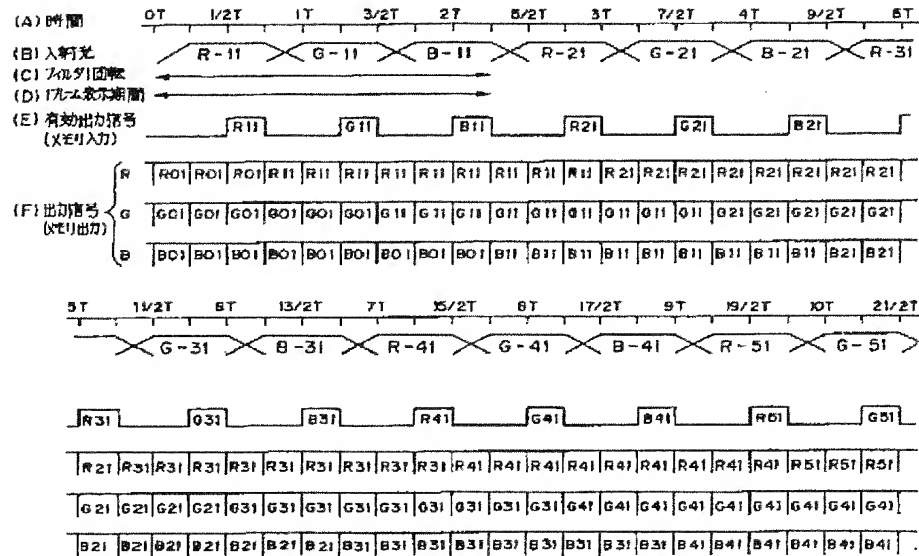 (A) 時間 0T 1/2T 1T 3/2T 2T 5/2T 3T 7/2T 4T 9/2T 5T
(B) 入射光 R-11 G-11 B-11 R-21 G-21 B-21 R-31
(C) フィルタ1回転
(D) 1フレーム表示期間
(E) 有効出力信号 R11 G11 B11 R21 G21 B21
(メモリ入力)
R R01 R01 R01 R11 R11 R11 R11 R11 R11 R11 R11 R11 R21 R21 R21 R21 R21 R21 R21 R21
(F) 出力信号 G G01 G01 G01 G01 G01 G01 G11 G11 G11 G11 G11 G11 G11 G11 G11 G21 G21 G21 G21 G21
(メモリ出力)
B B01 B01 B01 B01 B01 B01 B01 B01 B01 B11 B11 B11 B11 B11 B11 B11 B11 B11 B21 B21
5T 11/2T 6T 13/2T 7T 15/2T 8T 17/2T 9T 19/2T 10T 21/2T
G-31 B-31 R-41 G-41 B-41 R-51 G-51
R31 G31 B31 R41 G41 B41 R51 G51
R21 R31 R31 R31 R31 R31 R31 R31 R31 R31 R41 R41 R41 R41 R41 R41 R41 R41 R41 R51 R51 R51
G21 G21 G21 G21 G31 G31 G31 G31 G31 G31 G31 G31 G31 G41 G41 G41 G41 G41 G41 G41 G41 G41
B21 B21 B21 B21 B21 B21 B21 B31 B31 B31 B31 B31 B31 B31 B31 B31 B41 B41 B41 B41 B41 B41